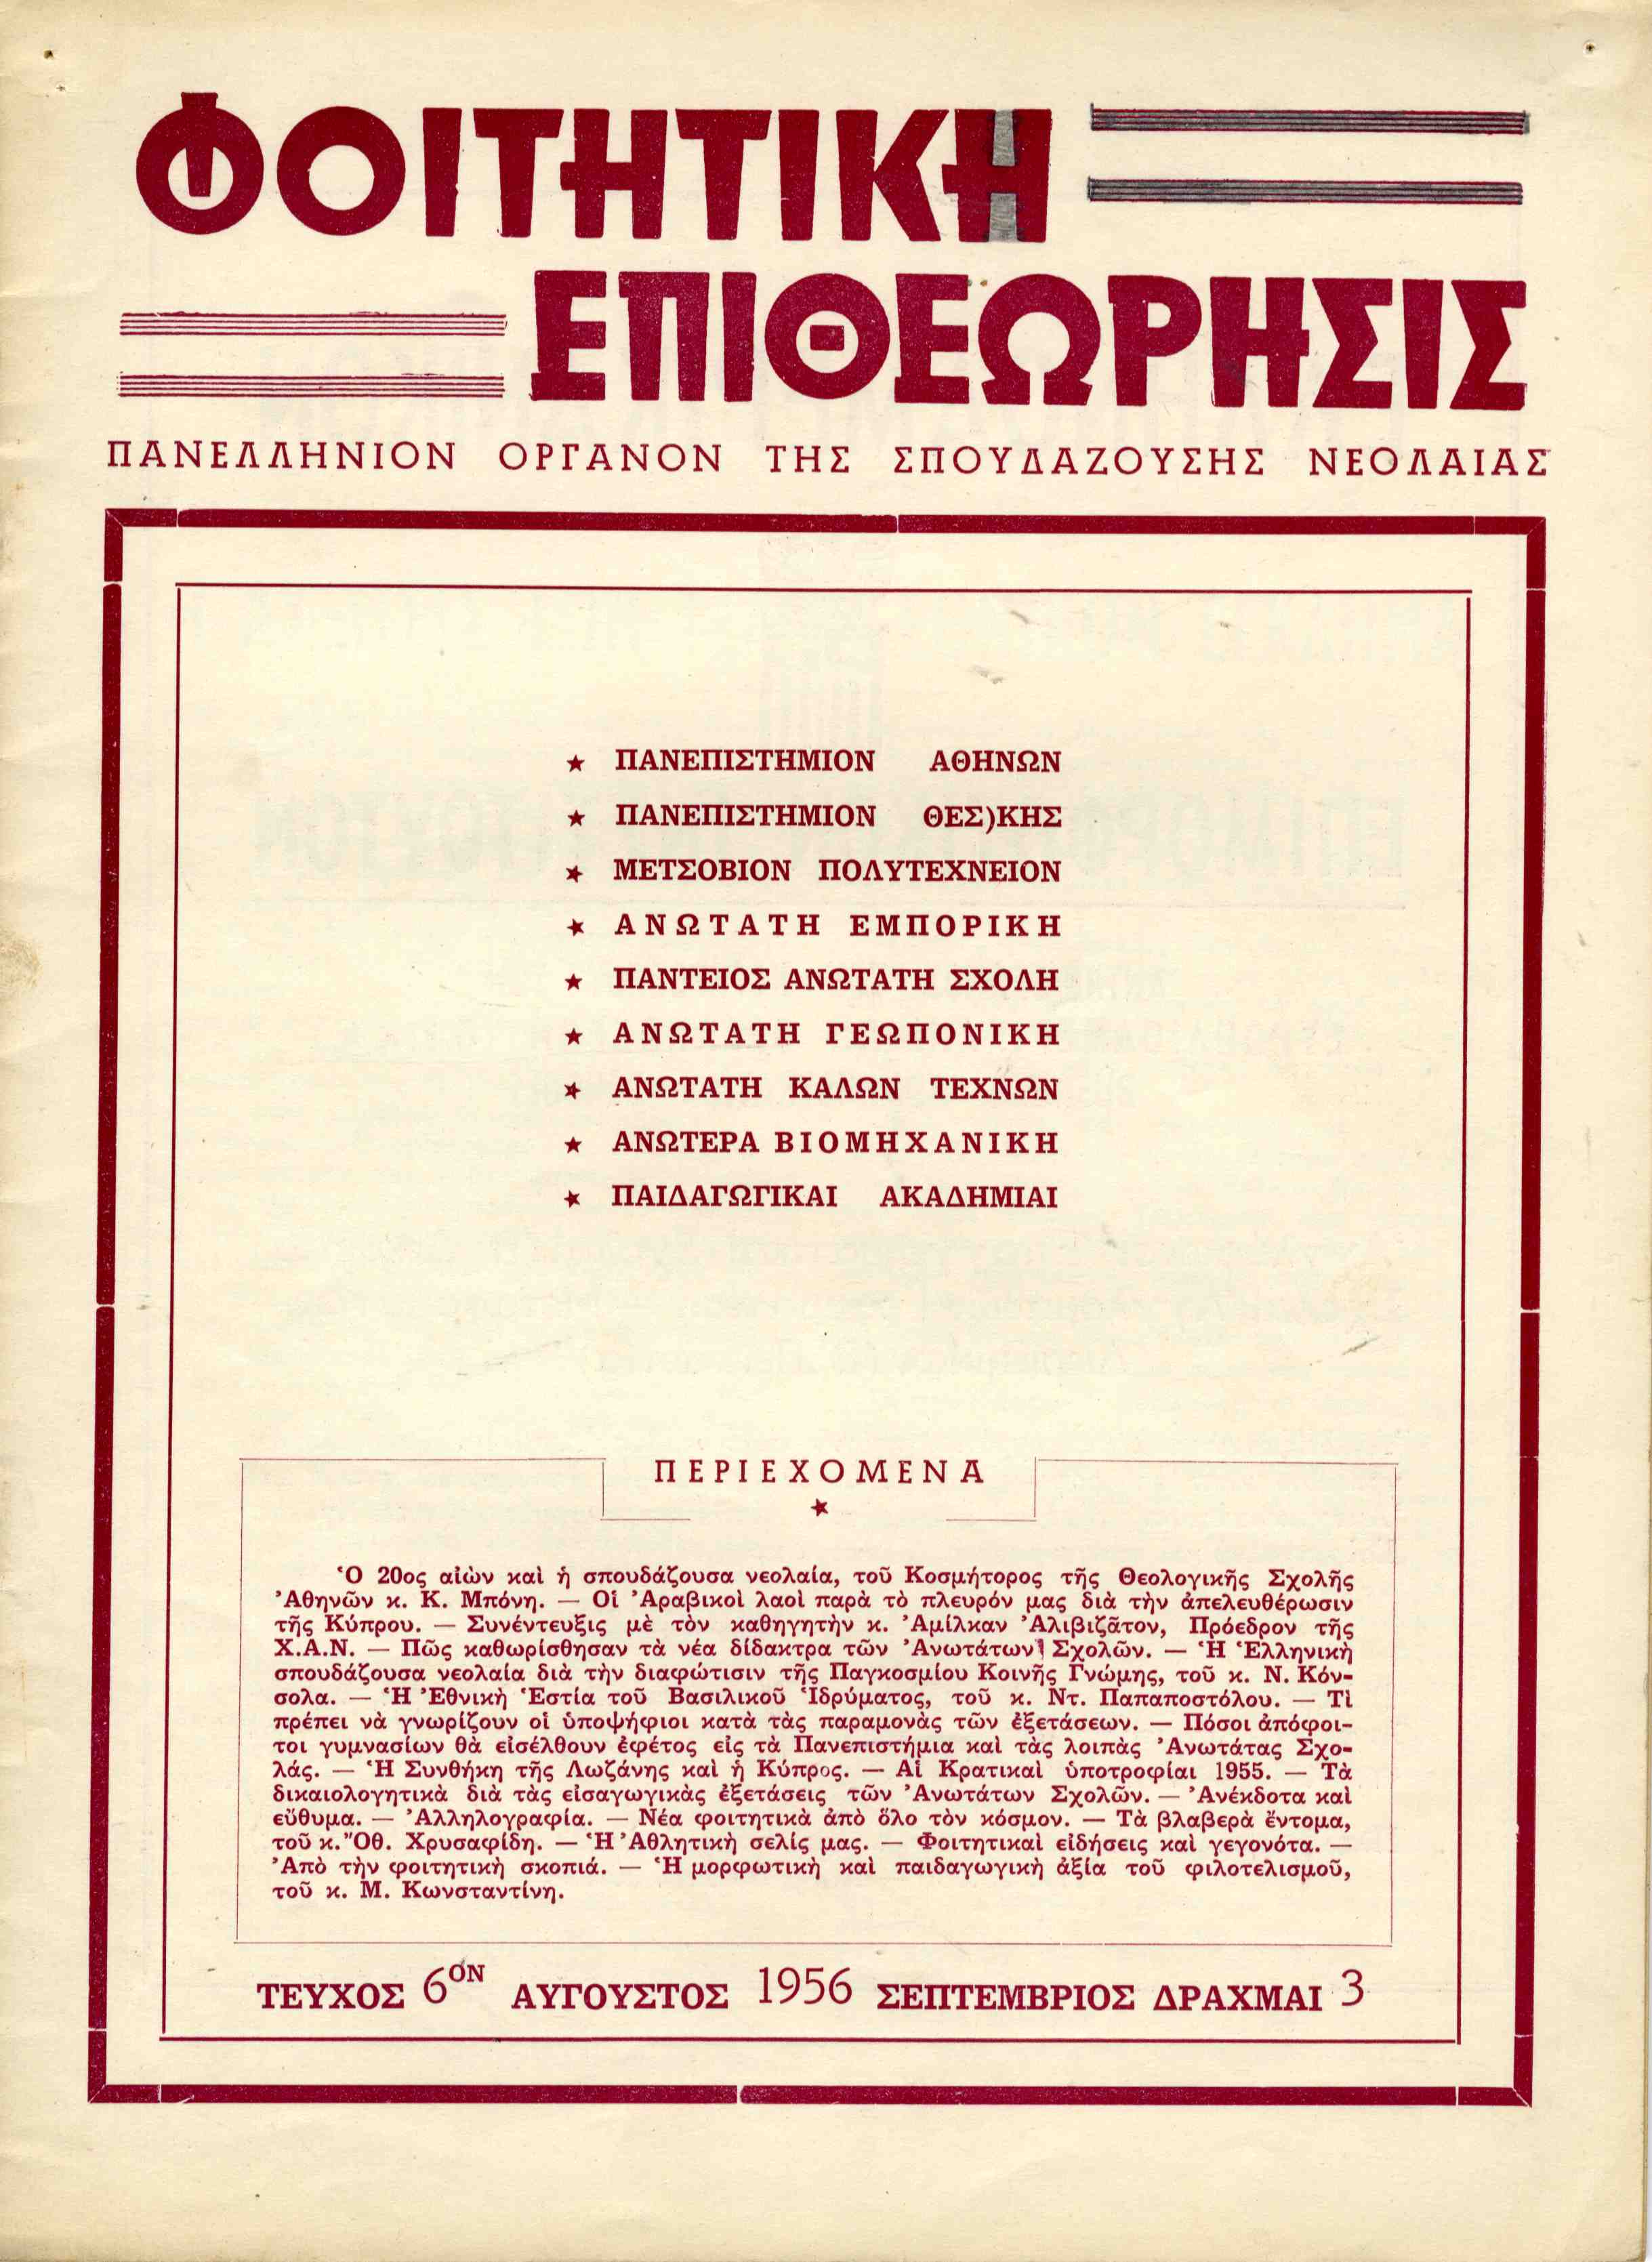 ΦΟΙΤΗΤΙΚΗ
ΕΠΙΘΕΩΡΗΣΙΣ
ΠΑΝΕΛΛΗΝΙΟΝ ΟΡΓΑΝΟΝ ΤΗΣ ΣΠΟΥΔΑΖΟΥΣΗΣ ΝΕΟΛΑΙΑΣ
★ ΠΑΝΕΠΙΣΤΗΜΙΟΝ ΑΘΗΝΩΝ
★ ΠΑΝΕΠΙΣΤΗΜΙΟΝ ΘΕΣ)ΚΗΣ
★ ΜΕΤΣΟΒΙΟΝ ΠΟΛΥΤΕΧΝΕΙΟΝ
★ ΑΝΩΤΑΤΗ ΕΜΠΟΡΙΚΗ
★ ΠΑΝΤΕΙΟΣ ΑΝΩΤΑΤΗ ΣΧΟΛΗ
★ ΑΝΩΤΑΤΗ ΓΕΩΠΟΝΙΚΗ
★ ΑΝΩΤΑΤΗ ΚΑΛΩΝ ΤΕΧΝΩΝ
★ ΑΝΩΤΕΡΑ ΒΙΟΜΗΧΑΝΙΚΗ
★ ΠΑΙΔΑΓΩΓΙΚΑΙ ΑΚΑΔΗΜΙΑΙ
ΠΕΡΙΕΧΟΜΕΝΑ
★
Ὁ 20ος αἰὼν καὶ ἡ σπουδάζουσα νεολαία, τοῦ Κοσμήτορος τῆς Θεολογικῆς Σχολῆς
Ἀθηνῶν κ. Κ. Μπόνη. — Οἱ Ἀραβικοὶ λαοὶ παρὰ τὸ πλευρόν μας διὰ τὴν ἀπελευθέρωσιν
τῆς Κύπρου. — Συνέντευξις μὲ τὸν καθηγητὴν κ. Ἀμίλκαν Ἀλιβιζᾶτον, Πρόεδρον τῆς
Χ.Α.Ν. — Πῶς καθωρίσθησαν τὰ νέα δίδακτρα τῶν Ἀνωτάτων Σχολῶν. — Ἡ Ἑλληνικὴ
σπουδάζουσα νεολαία διὰ τὴν διαφώτισιν τῆς Παγκοσμίου Κοινῆς Γνώμης, τοῦ κ. Ν. Κόν-
σολα. — Ἡ Ἐθνικὴ Ἑστία τοῦ Βασιλικοῦ Ἱδρύματος, τοῦ κ. Ντ. Παπαποστόλου. — Τὶ
πρέπει νὰ γνωρίζουν οἱ ὑποψήφιοι κατὰ τὰς παραμονὰς τῶν ἐξετάσεων. — Πόσοι ἀπόφοι-
τοι γυμνασίων θὰ εἰσέλθουν ἐφέτος εἰς τὰ Πανεπιστήμια καὶ τὰς λοιπὰς Ἀνωτάτας Σχο-
λάς. — Ἡ Συνθήκη τῆς Λωζάνης καὶ ἡ Κύπρος. — Αἱ Κρατικαὶ ὑποτροφίαι 1955. — Τὰ
δικαιολογητικὰ διὰ τὰς εἰσαγωγικὰς ἐξετάσεις τῶν Ἀνωτάτων Σχολῶν. — Ἀνέκδοτα καὶ
εὔθυμα. — Ἀλληλογραφία. — Νέα φοιτητικὰ ἀπὸ ὅλο τὸν κόσμον. — Τὰ βλαβερὰ ἔντομα,
τοῦ κ. Ὄθ. Χρυσαφίδη. — Ἡ Ἀθλητικὴ σελίς μας. — Φοιτητικαὶ εἰδήσεις καὶ γεγονότα. —
Ἀπὸ τὴν φοιτητικὴ σκοπιά. — Ἡ μορφωτικὴ καὶ παιδαγωγικὴ ἀξία τοῦ φιλοτελισμοῦ,
τοῦ κ. Μ. Κωνσταντίνη.
ΤΕΥΧΟΣ 6ΟΝ ΑΥΓΟΥΣΤΟΣ 1956 ΣΕΠΤΕΜΒΡΙΟΣ ΔΡΑΧΜΑΙ 3